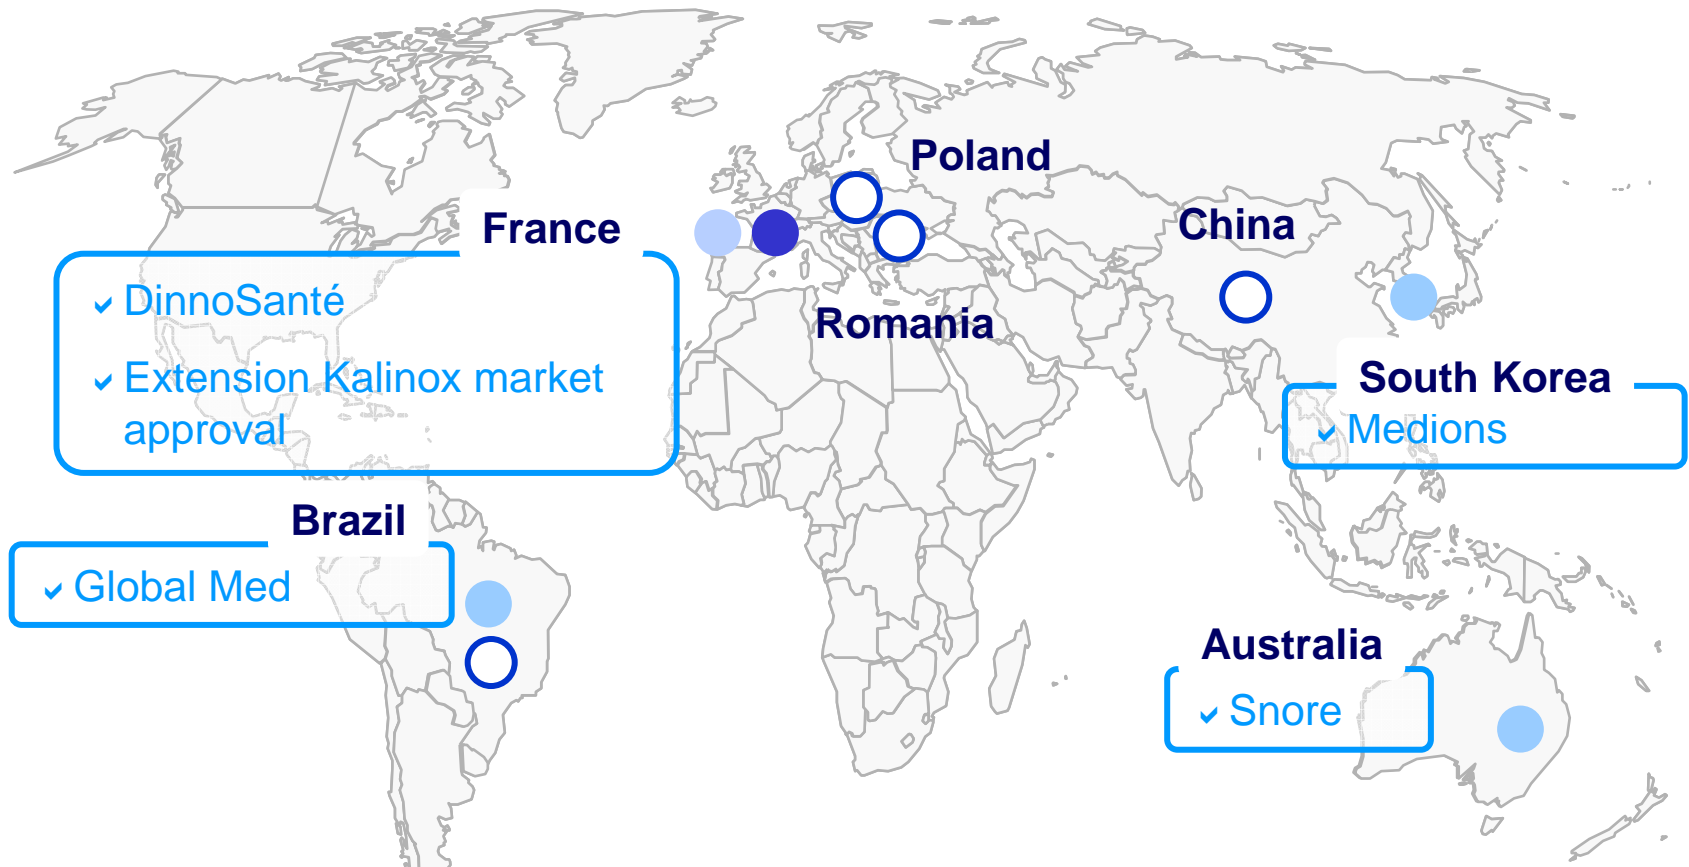 Poland
France
China
DinnoSanté
Romania
Extension Kalinox market
approval
South Korea
Medions
Brazil
Global Med
Australia
Snore